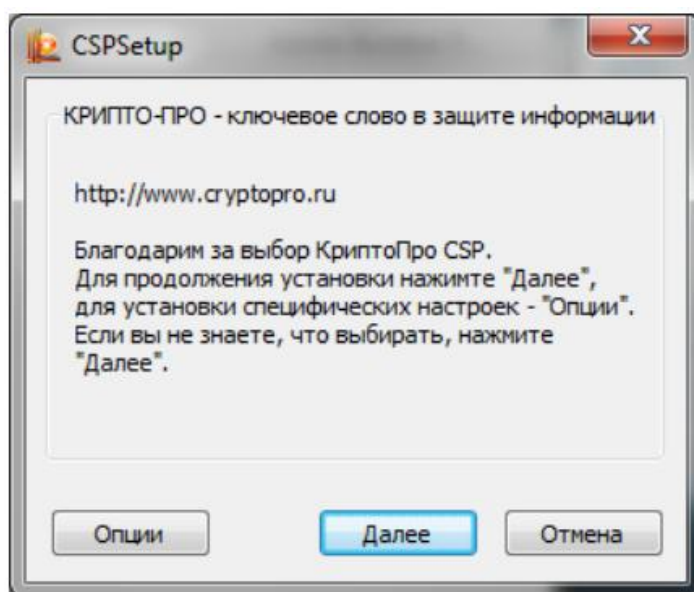 CSPSetup
КРИПТО-ПРО - ключевое слово в защите информации
http://www.cryptopro.ru
Благодарим за выбор КриптоПро CSP.
Для продолжения установки нажимте "Далее",
для установки специфических настроек - "Опции".
Если вы не знаете, что выбирать, нажмите
"Далее".
Опции
Далее
Отмена